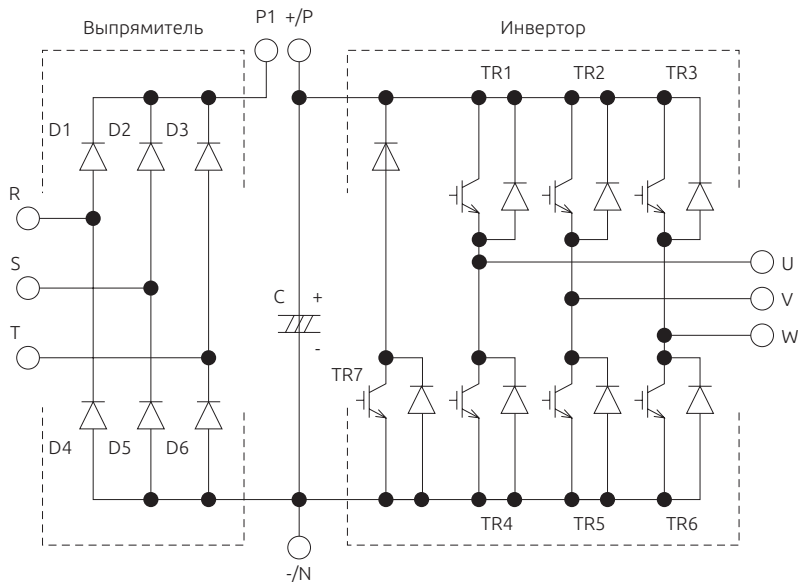 P1 +/P
Выпрямитель
Инвертор
TR1 TR2 TR3
D1 D2 D3
R
S
T
U
V
W
C +
-
TR7
D4 D5 D6
TR4 TR5 TR6
-/N